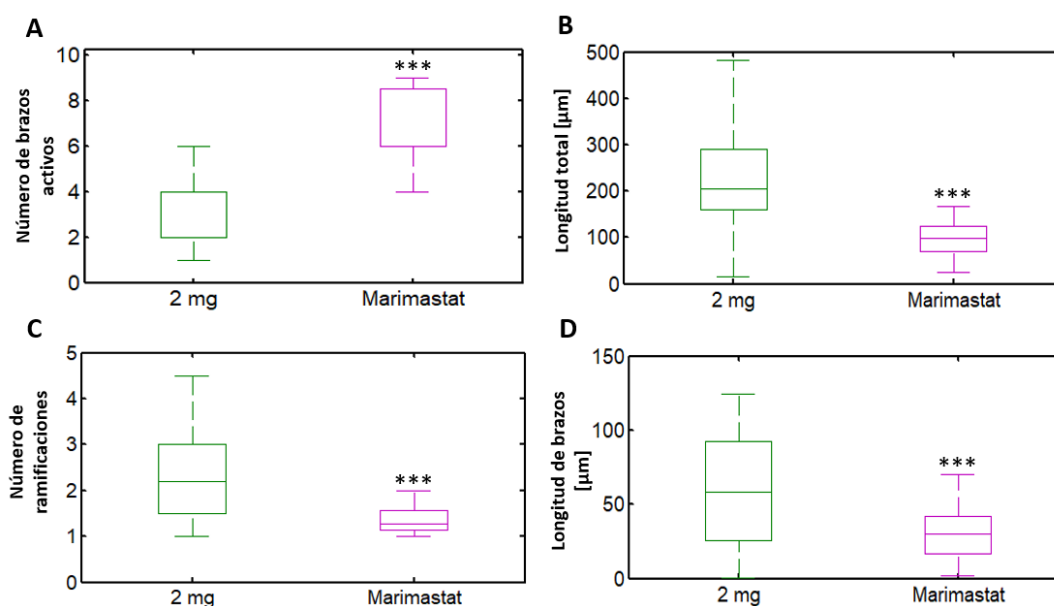 A
Número de brazos
activos
10
8
6
4
2
0
***
2 mg
Marimastat
B
Longitud total [µm]
500
400
300
200
100
0
***
2 mg
Marimastat
C
Número de
ramificaciones
5
4
3
2
1
0
***
2 mg
Marimastat
D
Longitud de brazos
[µm]
150
100
50
0
***
2 mg
Marimastat